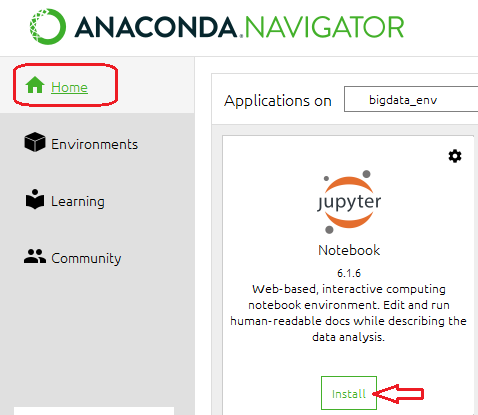 ANACONDA.NAVIGATOR
Home
Applications on
bigdata_env
Environments
Learning
Community
jupyter
Notebook
6.1.6
Web-based, interactive computing
notebook environment. Edit and run
human-readable docs while describing the
data analysis.
Install